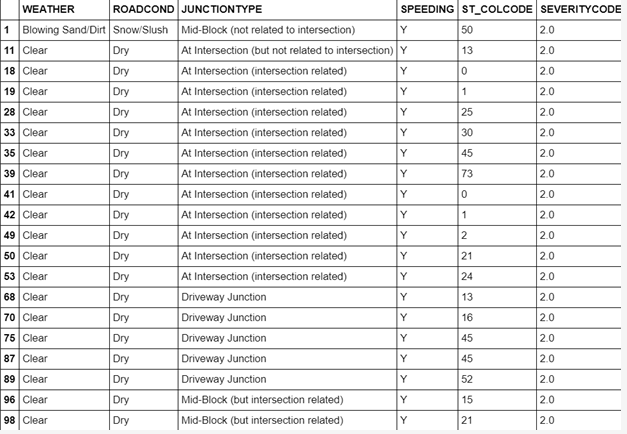 WEATHER ROADCOND JUNCTIONTYPE SPEEDING ST_COLCODE SEVERITYCODE
1 Blowing Sand/Dirt Snow/Slush Mid-Block (not related to intersection) Y 50 2.0
11 Clear Dry At Intersection (but not related to intersection) Y 13 2.0
18 Clear Dry At Intersection (intersection related) Y 0 2.0
19 Clear Dry At Intersection (intersection related) Y 1 2.0
28 Clear Dry At Intersection (intersection related) Y 25 2.0
33 Clear Dry At Intersection (intersection related) Y 30 2.0
35 Clear Dry At Intersection (intersection related) Y 45 2.0
39 Clear Dry At Intersection (intersection related) Y 73 2.0
41 Clear Dry At Intersection (intersection related) Y 0 2.0
42 Clear Dry At Intersection (intersection related) Y 1 2.0
49 Clear Dry At Intersection (intersection related) Y 2 2.0
50 Clear Dry At Intersection (intersection related) Y 21 2.0
53 Clear Dry At Intersection (intersection related) Y 24 2.0
68 Clear Dry Driveway Junction Y 13 2.0
70 Clear Dry Driveway Junction Y 16 2.0
75 Clear Dry Driveway Junction Y 45 2.0
87 Clear Dry Driveway Junction Y 45 2.0
89 Clear Dry Driveway Junction Y 52 2.0
96 Clear Dry Mid-Block (but intersection related) Y 15 2.0
98 Clear Dry Mid-Block (but intersection related) Y 21 2.0